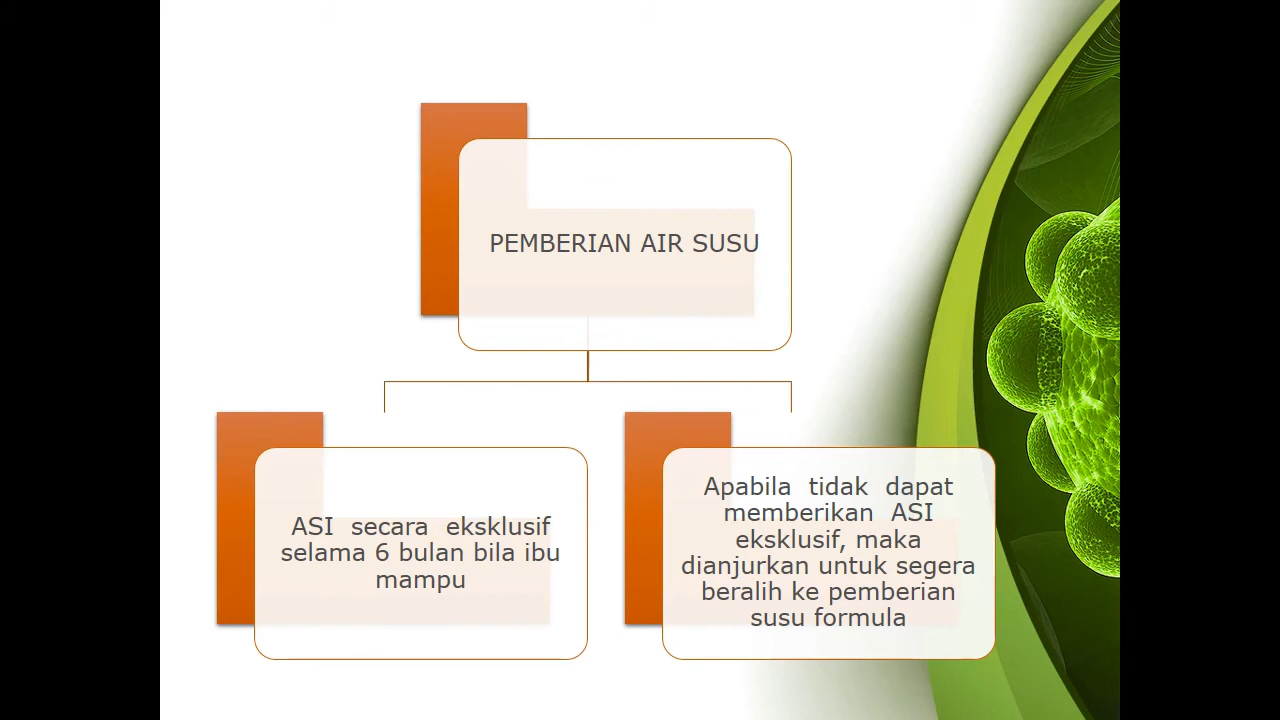 PEMBERIAN AIR SUSU
ASI secara eksklusif
selama 6 bulan bila ibu
mampu
Apabila tidak dapat
memberikan ASI
eksklusif, maka
dianjurkan untuk segera
beralih ke pemberian
susu formula